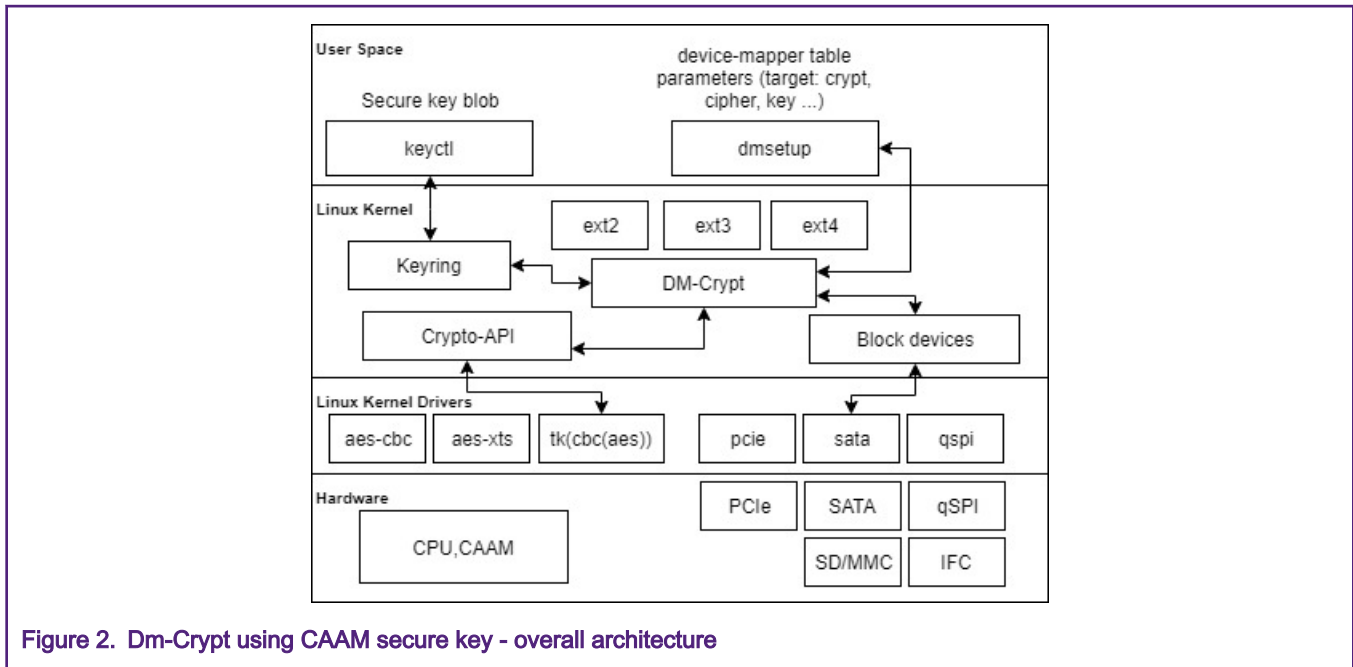 User Space
device-mapper table
parameters (target: crypt,
cipher, key ...)
Secure key blob
keyctl
dmsetup
Linux Kernel
ext2
ext3
ext4
Keyring
DM-Crypt
Crypto-API
Block devices
Linux Kernel Drivers
aes-cbc
aes-xts
tk(cbc(aes))
pcie
sata
qspi
Hardware
PCIe
SATA
qSPI
CPU,CAAM
SD/MMC
IFC
Figure 2. Dm-Crypt using CAAM secure key - overall architecture